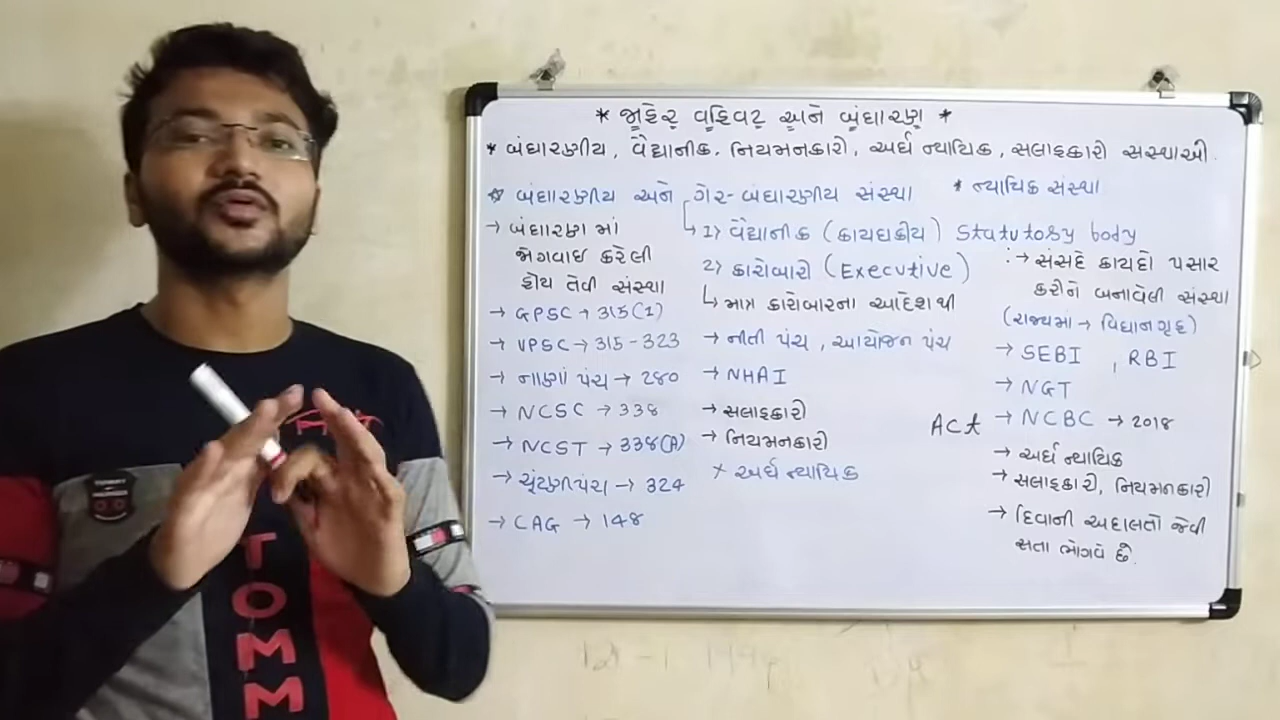 * જાહેર વહિવટ અને બંધારણ *
* બંધારણીય, વૈદ્યાનીક, નિયમનકારી, અર્ધ ન્યાયિક, સલાહકારી સંસ્થાઓ.
☆ બંધારણીય અને ગેર-બંધારણીય સંસ્થા
* ન્યાયિક સંસ્થા
→ બંધારણ માં
જોગવાઈ કરેલી
હોય તેવી સંસ્થા
→ GPSC → 315(1)
→ UPSC → 315-323
→ નાણાં પંચ → 280
→ NCSC → 338
→ NCST → 338(A)
→ ચૂંટણીપંચ → 324
→ CAG → 148
→ 1) વૈદ્યાનીક (કાયદાકીય) Statutory body
2) કારોબારી (Executive)
↳ માત્ર કારોબારના આદેશથી
→ નીતી પંચ, આયોજન પંચ
→ NHAI
→ સલાહકારી
→ નિયમનકારી
× અર્ધ ન્યાયિક
:→ સંસદે કાયદો પસાર
કરીને બનાવેલી સંસ્થા
(રાજ્યમાં → વિધાનગૃહ)
→ SEBI , RBI
→ NGT
Act → NCBC → 2018
→ અર્ધ ન્યાયિક
→ સલાહકારી, નિયમનકારી
→ દિવાની અદાલતો જેવી
સતા ભોગવે છે.
TOMM